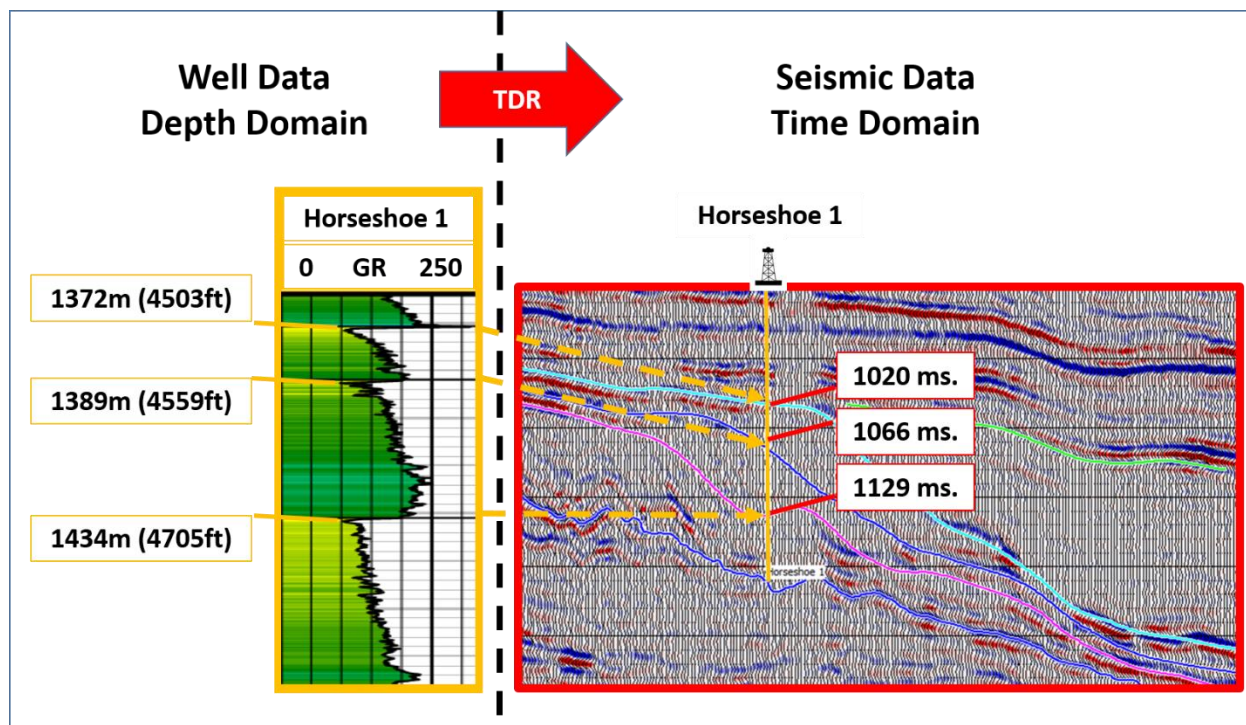 Well Data
Depth Domain
TDR
Seismic Data
Time Domain
Horseshoe 1
0 GR 250
1372m (4503ft)
1389m (4559ft)
1434m (4705ft)
Horseshoe 1
1020 ms.
1066 ms.
1129 ms.
Horseshoe 1